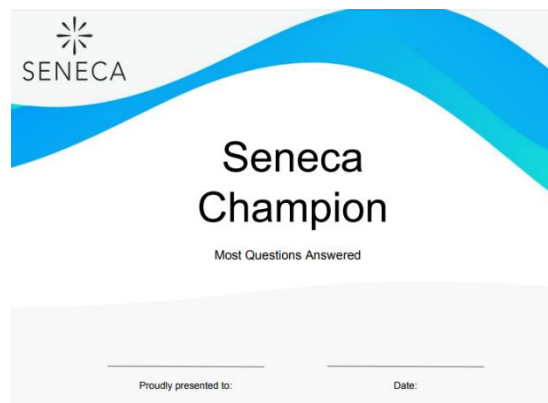 SENECA
Seneca
Champion
Most Questions Answered
Proudly presented to:
Date: